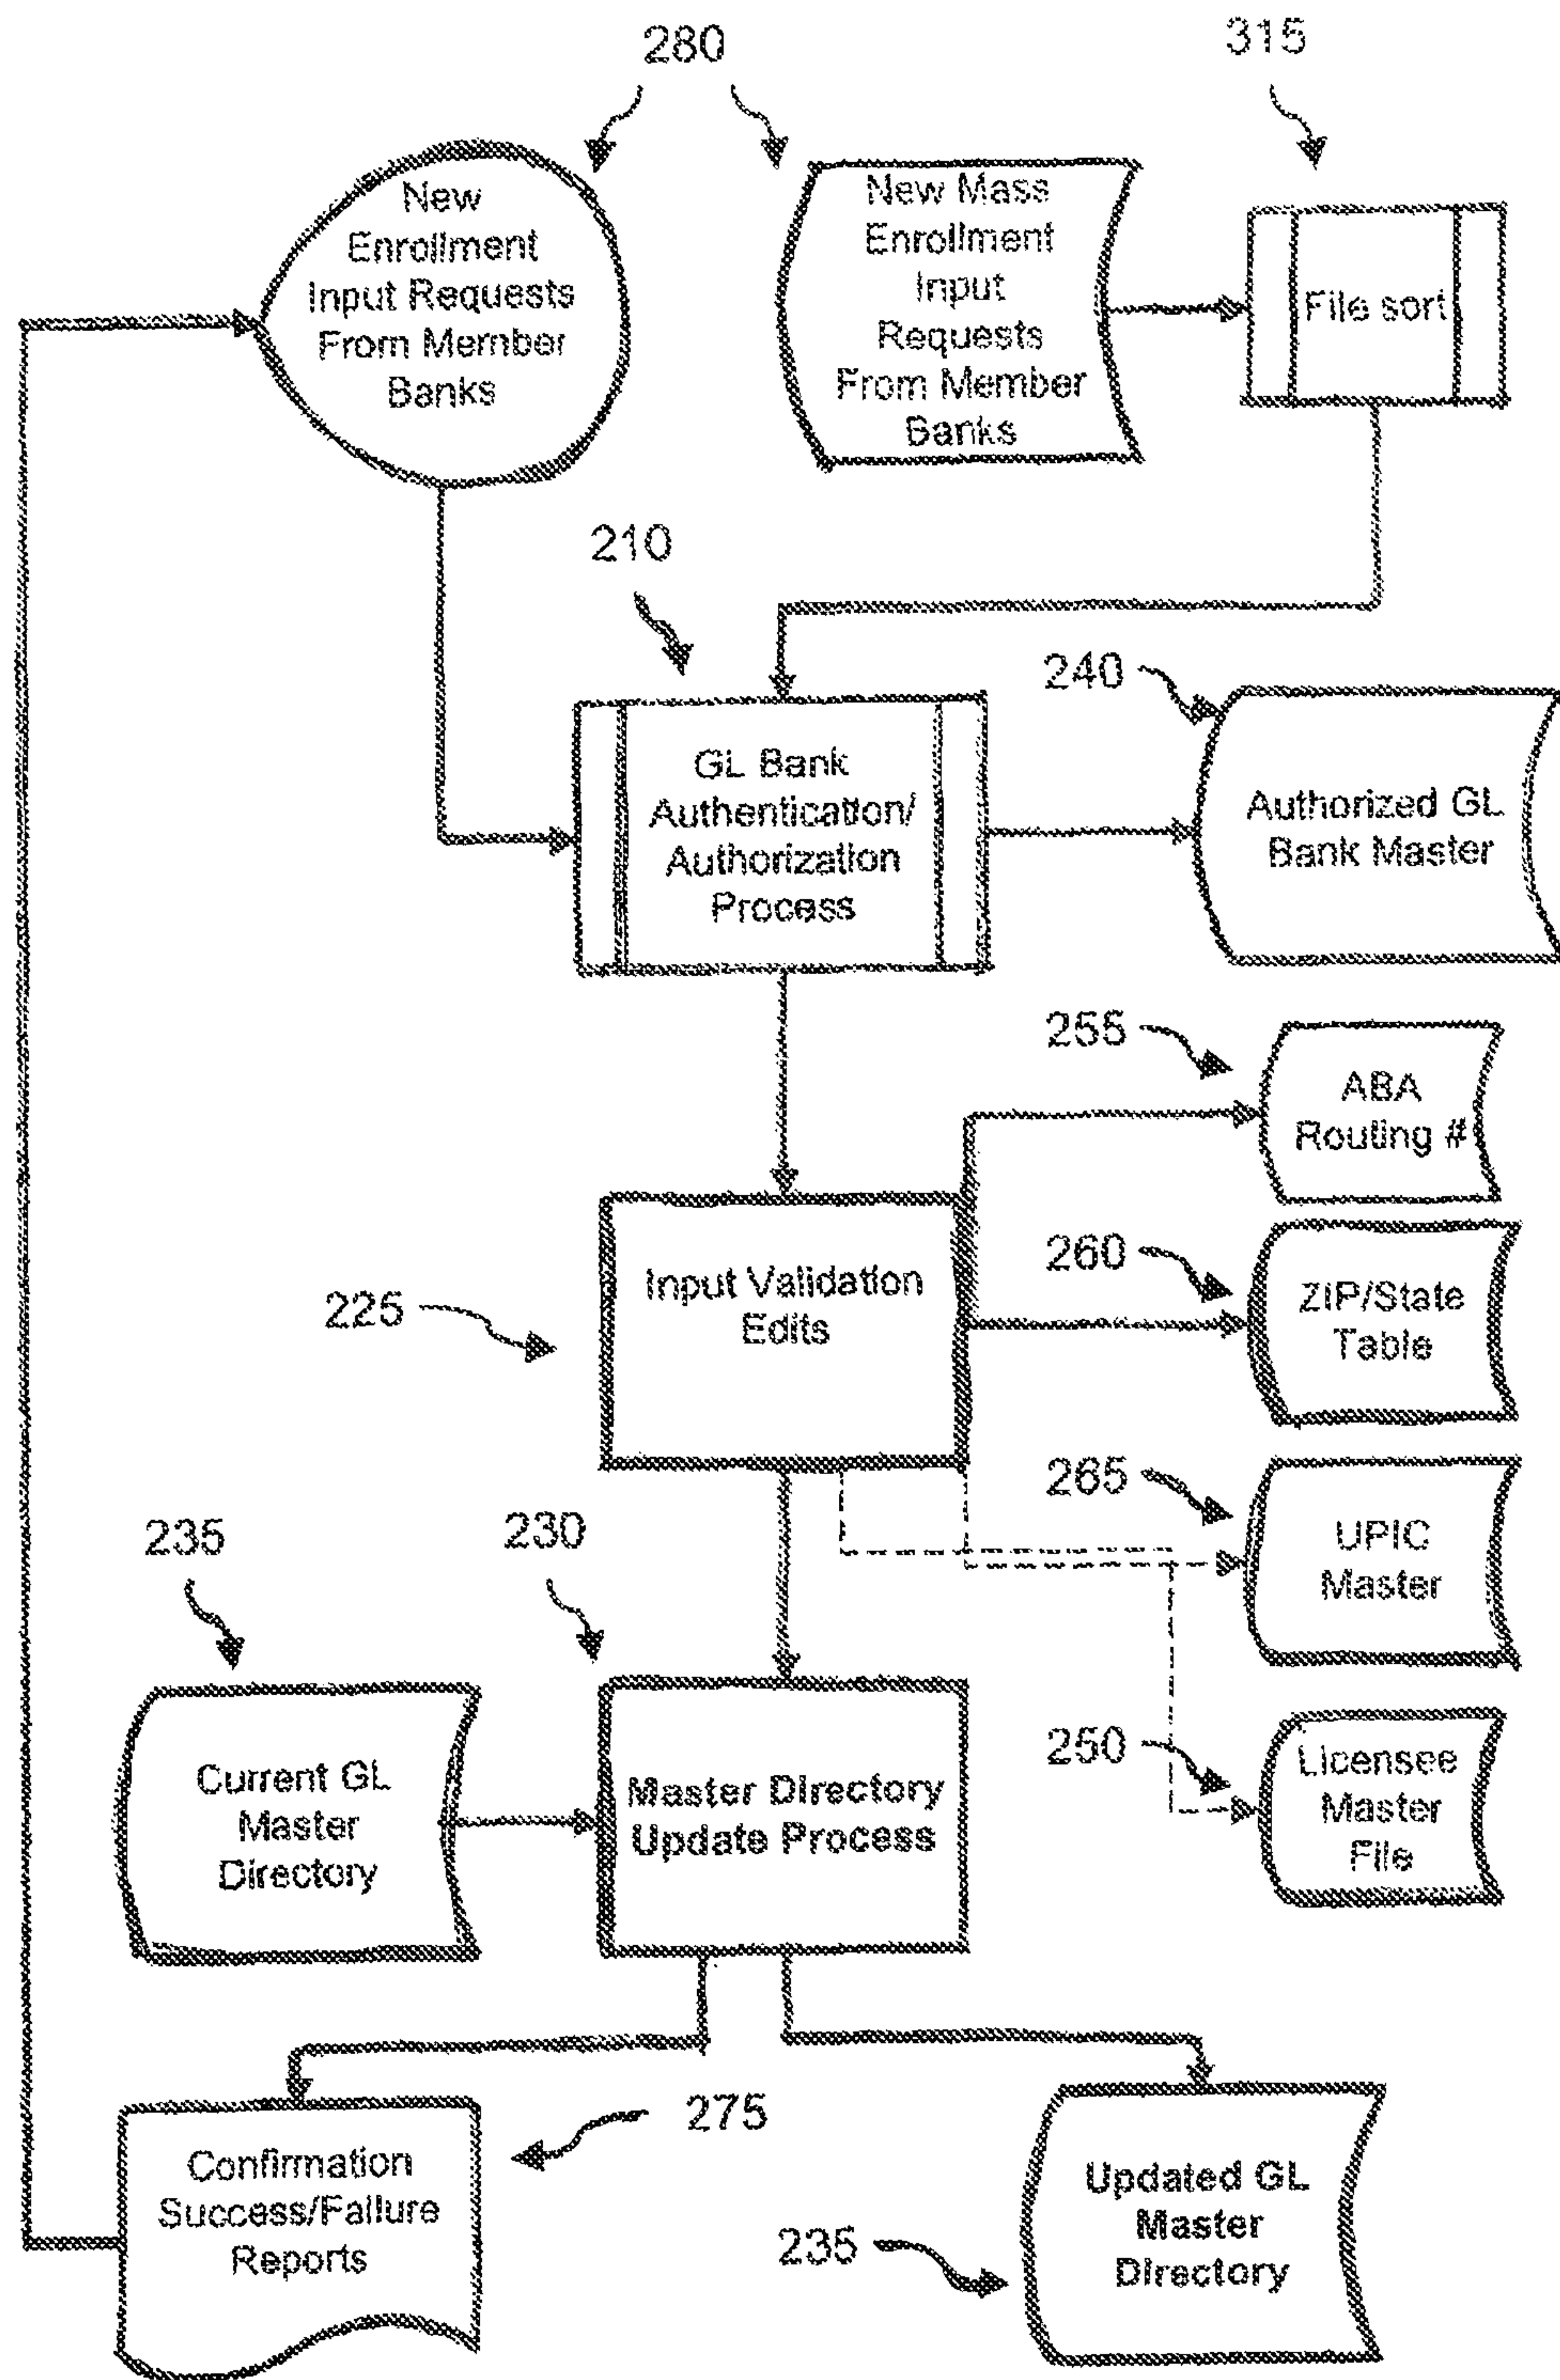 280
315
New
Enrollment
Input Requests
From Member
Banks
New Mass
Enrollment
Input
Requests
From Member
Banks
File sort
210
GL Bank
Authentication/
Authorization
Process
240
Authorized GL
Bank Master
255
ABA
Routing #
225
Input Validation
Edits
260
ZIP/State
Table
265
UPIC
Master
235
230
Current GL
Master
Directory
Master Directory
Update Process
250
Licensee
Master
File
275
Confirmation
Success/Failure
Reports
235
Updated GL
Master
Directory